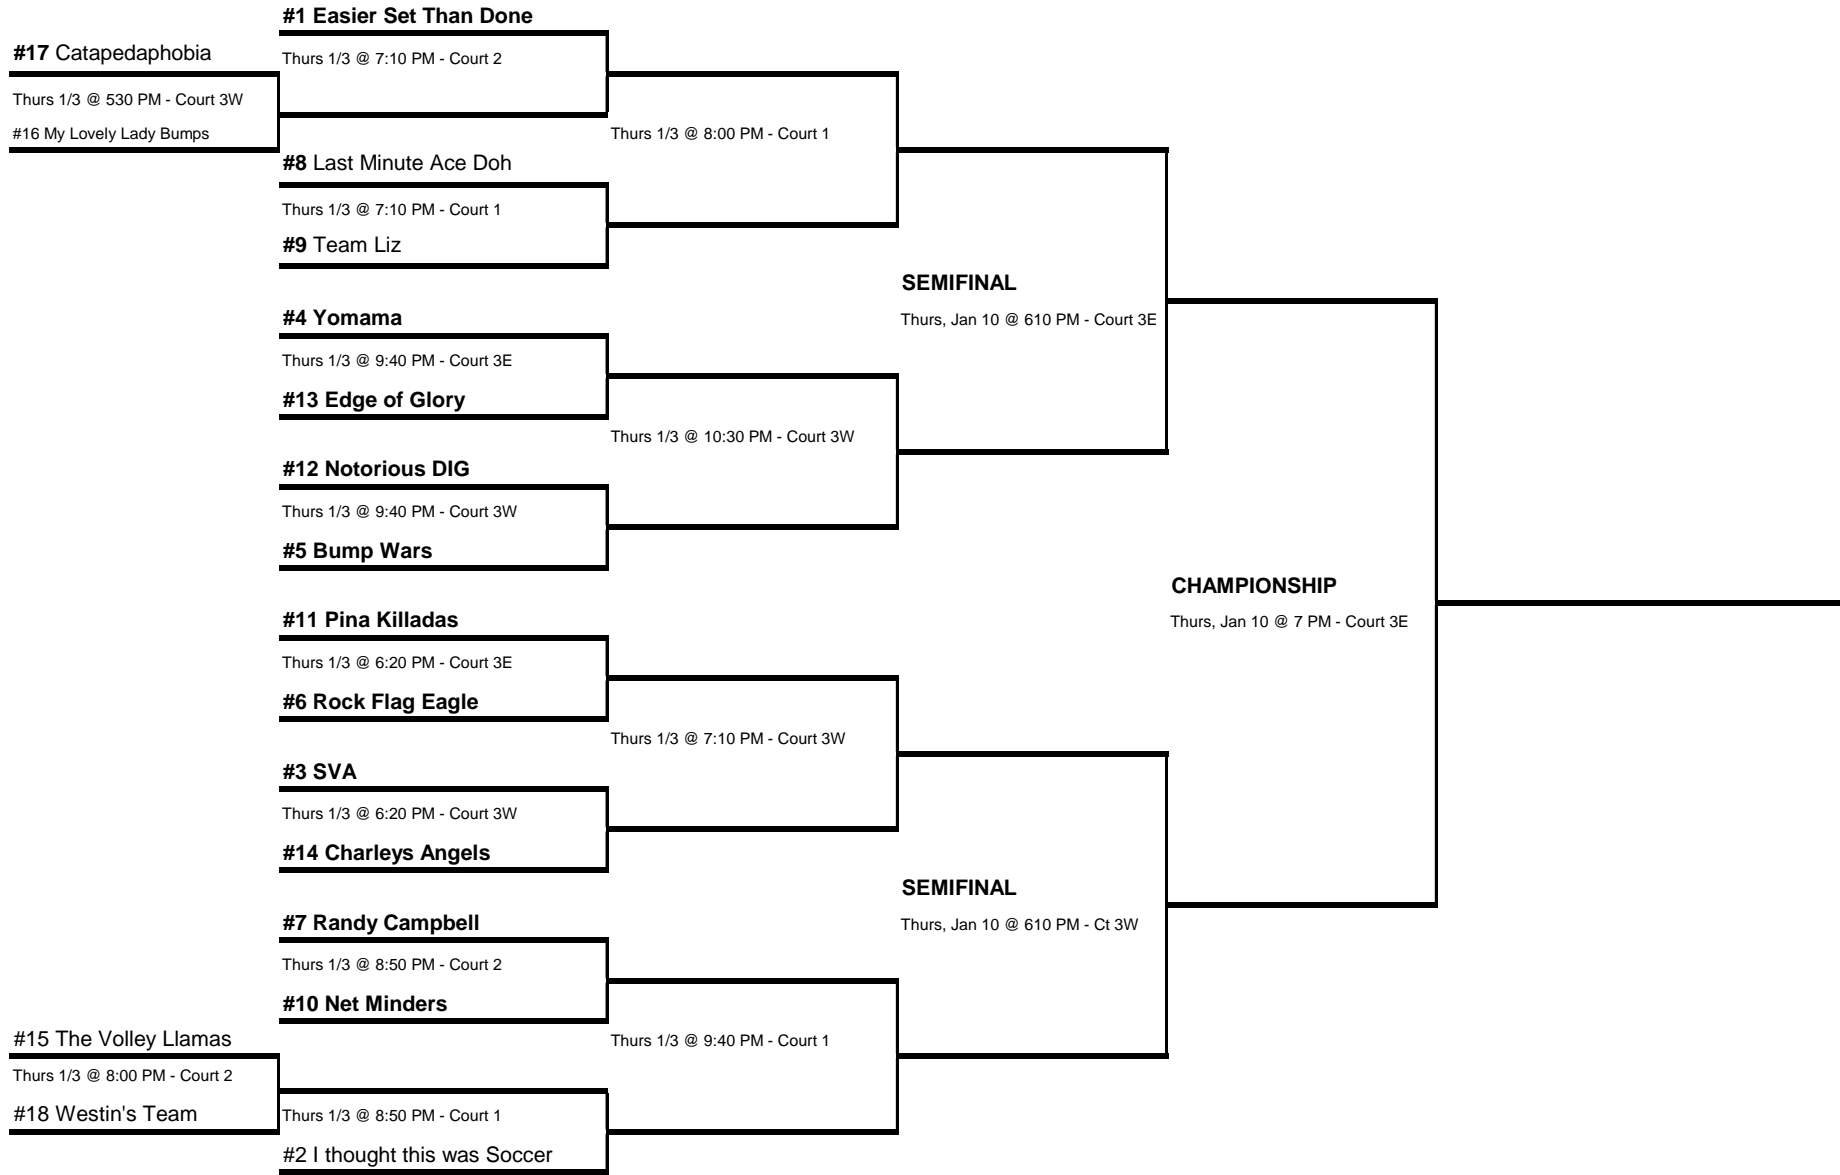 #1 Easier Set Than Done
#17 Catapedaphobia
Thurs 1/3 @ 7:10 PM - Court 2
Thurs 1/3 @ 530 PM - Court 3W
#16 My Lovely Lady Bumps
Thurs 1/3 @ 8:00 PM - Court 1
#8 Last Minute Ace Doh
Thurs 1/3 @ 7:10 PM - Court 1
#9 Team Liz
SEMIFINAL
Thurs, Jan 10 @ 610 PM - Court 3E
#4 Yomama
Thurs 1/3 @ 9:40 PM - Court 3E
#13 Edge of Glory
Thurs 1/3 @ 10:30 PM - Court 3W
#12 Notorious DIG
Thurs 1/3 @ 9:40 PM - Court 3W
#5 Bump Wars
CHAMPIONSHIP
Thurs, Jan 10 @ 7 PM - Court 3E
#11 Pina Killadas
Thurs 1/3 @ 6:20 PM - Court 3E
#6 Rock Flag Eagle
Thurs 1/3 @ 7:10 PM - Court 3W
#3 SVA
Thurs 1/3 @ 6:20 PM - Court 3W
#14 Charleys Angels
SEMIFINAL
Thurs, Jan 10 @ 610 PM - Ct 3W
#7 Randy Campbell
Thurs 1/3 @ 8:50 PM - Court 2
#10 Net Minders
#15 The Volley Llamas
Thurs 1/3 @ 9:40 PM - Court 1
Thurs 1/3 @ 8:00 PM - Court 2
#18 Westin's Team
Thurs 1/3 @ 8:50 PM - Court 1
#2 I thought this was Soccer